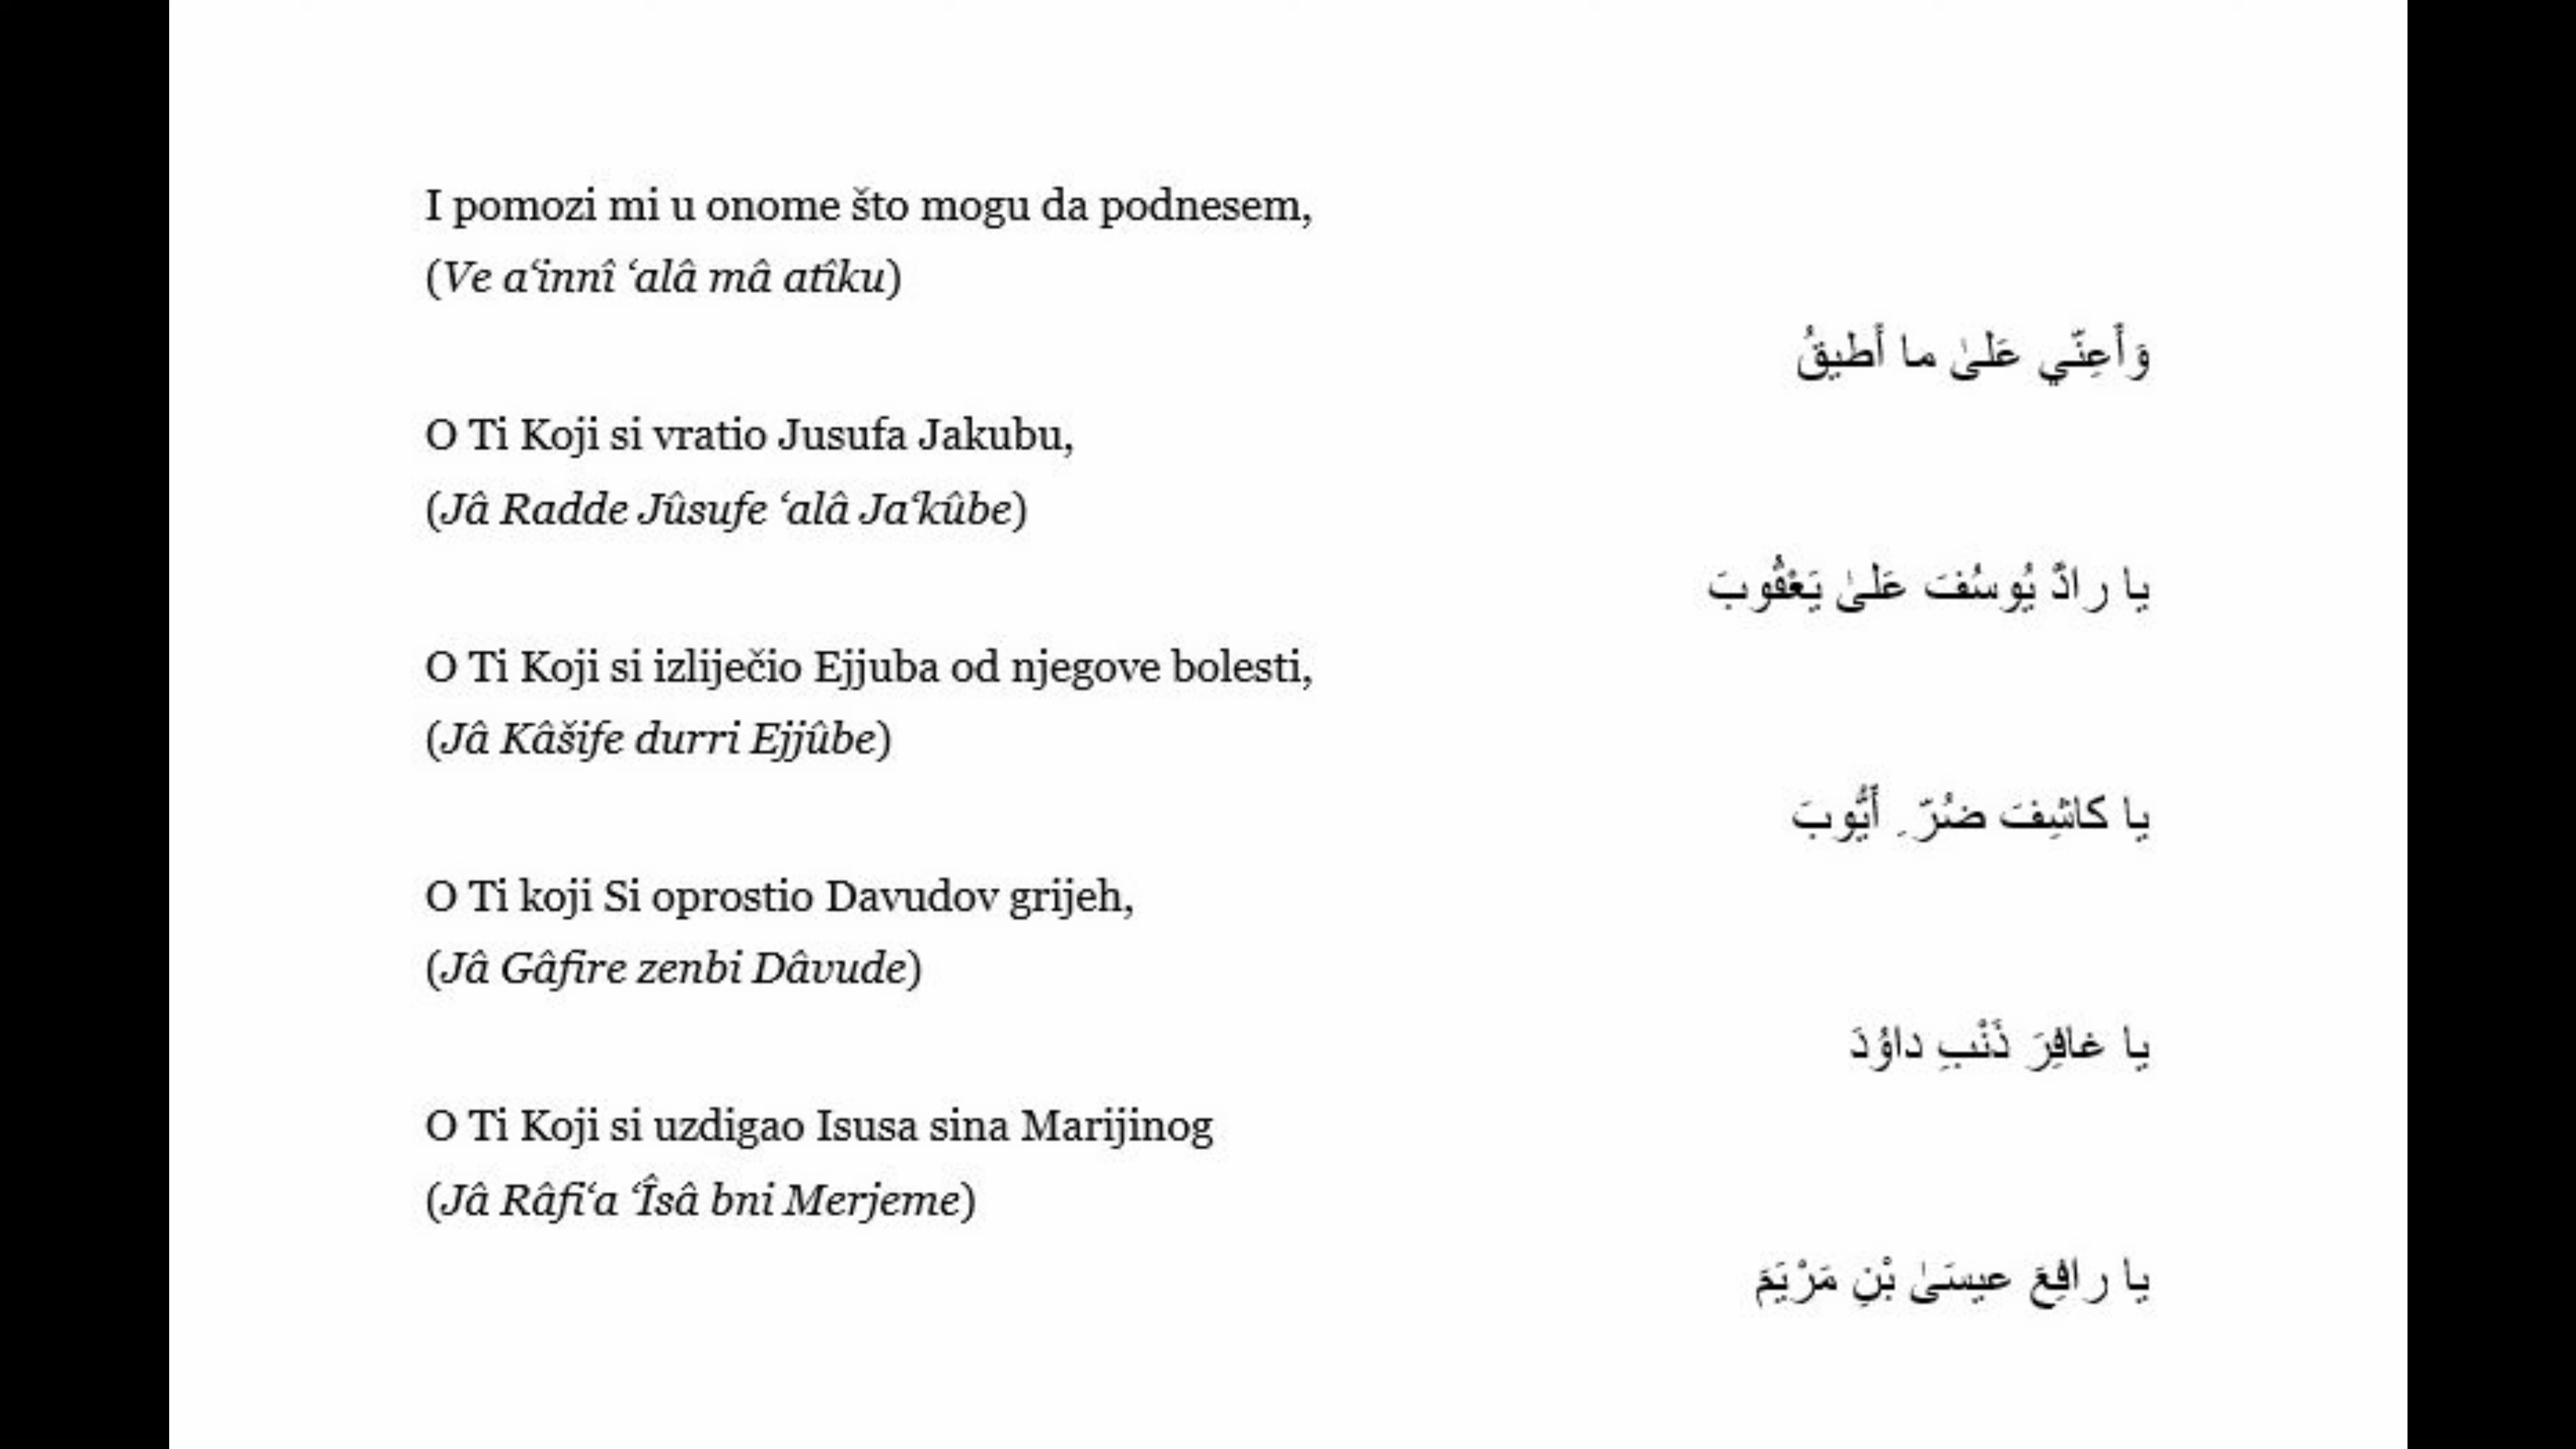 I pomozi mi u onome što mogu da podnesem,
(Ve a‘innî ‘alâ mâ atîku)
وَأَعِنّي عَلىٰ ما أَطيقُ
O Ti Koji si vratio Jusufa Jakubu,
(Jâ Radde Jûsufe ‘alâ Ja‘kûbe)
يا رادَّ يُوسُفَ عَلىٰ يَعْقُوبَ
O Ti Koji si izliječio Ejjuba od njegove bolesti,
(Jâ Kâšife durri Ejjûbe)
يا كاشِفَ ضُرِّ أَيُّوبَ
O Ti koji Si oprostio Davudov grijeh,
(Jâ Gâfire zenbi Dâvude)
يا غافِرَ ذَنْبِ داوُدَ
O Ti Koji si uzdigao Isusa sina Marijinog
(Jâ Râfi‘a ‘Îsâ bni Merjeme)
يا رافِعَ عيسَىٰ بْنِ مَرْيَمَ